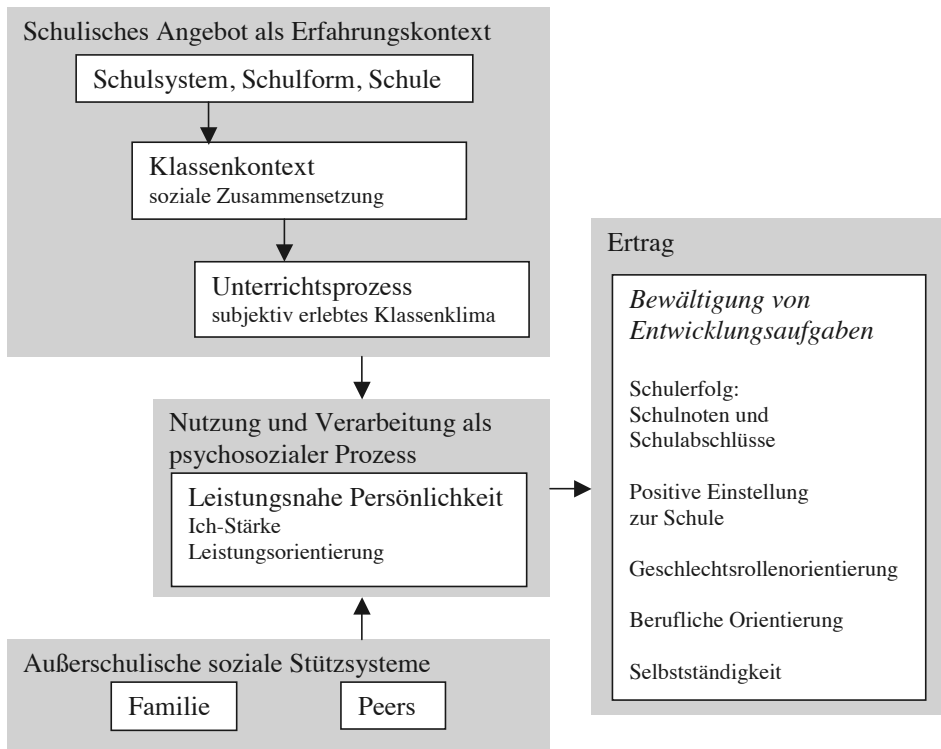 Schulisches Angebot als Erfahrungskontext
Schulsystem, Schulform, Schule
Klassenkontext
soziale Zusammensetzung
Unterrichtsprozess
subjektiv erlebtes Klassenklima
Nutzung und Verarbeitung als
psychosozialer Prozess
Leistungsnahe Persönlichkeit
Ich-Stärke
Leistungsorientierung
Außerschulische soziale Stützsysteme
Familie
Peers
Ertrag
Bewältigung von
Entwicklungsaufgaben
Schulerfolg:
Schulnoten und
Schulabschlüsse
Positive Einstellung
zur Schule
Geschlechtsrollenorientierung
Berufliche Orientierung
Selbstständigkeit